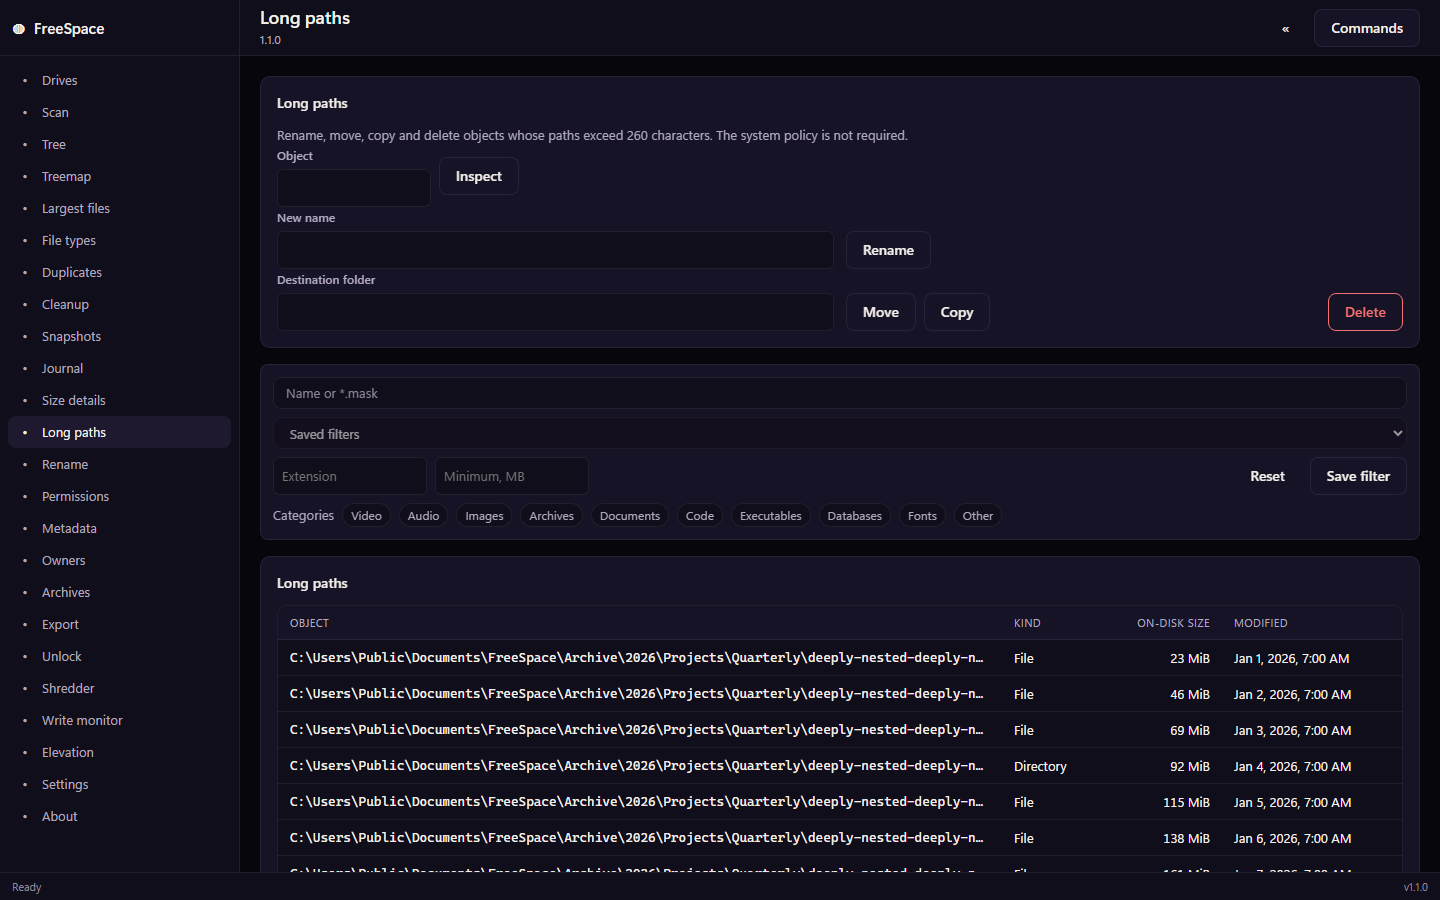 FreeSpace
Long paths
1.1.0
«
Commands
Drives
Scan
Tree
Treemap
Largest files
File types
Duplicates
Cleanup
Snapshots
Journal
Size details
Long paths
Rename
Permissions
Metadata
Owners
Archives
Export
Unlock
Shredder
Write monitor
Elevation
Settings
About
Long paths
Rename, move, copy and delete objects whose paths exceed 260 characters. The system policy is not required.
Object
Inspect
New name
Rename
Destination folder
Move Copy Delete
Name or *.mask
Saved filters
Extension Minimum, MB Reset Save filter
Categories Video Audio Images Archives Documents Code Executables Databases Fonts Other
Long paths
OBJECT KIND ON-DISK SIZE MODIFIED
C:\Users\Public\Documents\FreeSpace\Archive\2026\Projects\Quarterly\deeply-nested-deeply-n… File 23 MiB Jan 1, 2026, 7:00 AM
C:\Users\Public\Documents\FreeSpace\Archive\2026\Projects\Quarterly\deeply-nested-deeply-n… File 46 MiB Jan 2, 2026, 7:00 AM
C:\Users\Public\Documents\FreeSpace\Archive\2026\Projects\Quarterly\deeply-nested-deeply-n… File 69 MiB Jan 3, 2026, 7:00 AM
C:\Users\Public\Documents\FreeSpace\Archive\2026\Projects\Quarterly\deeply-nested-deeply-n… Directory 92 MiB Jan 4, 2026, 7:00 AM
C:\Users\Public\Documents\FreeSpace\Archive\2026\Projects\Quarterly\deeply-nested-deeply-n… File 115 MiB Jan 5, 2026, 7:00 AM
C:\Users\Public\Documents\FreeSpace\Archive\2026\Projects\Quarterly\deeply-nested-deeply-n… File 138 MiB Jan 6, 2026, 7:00 AM
Ready
v1.1.0